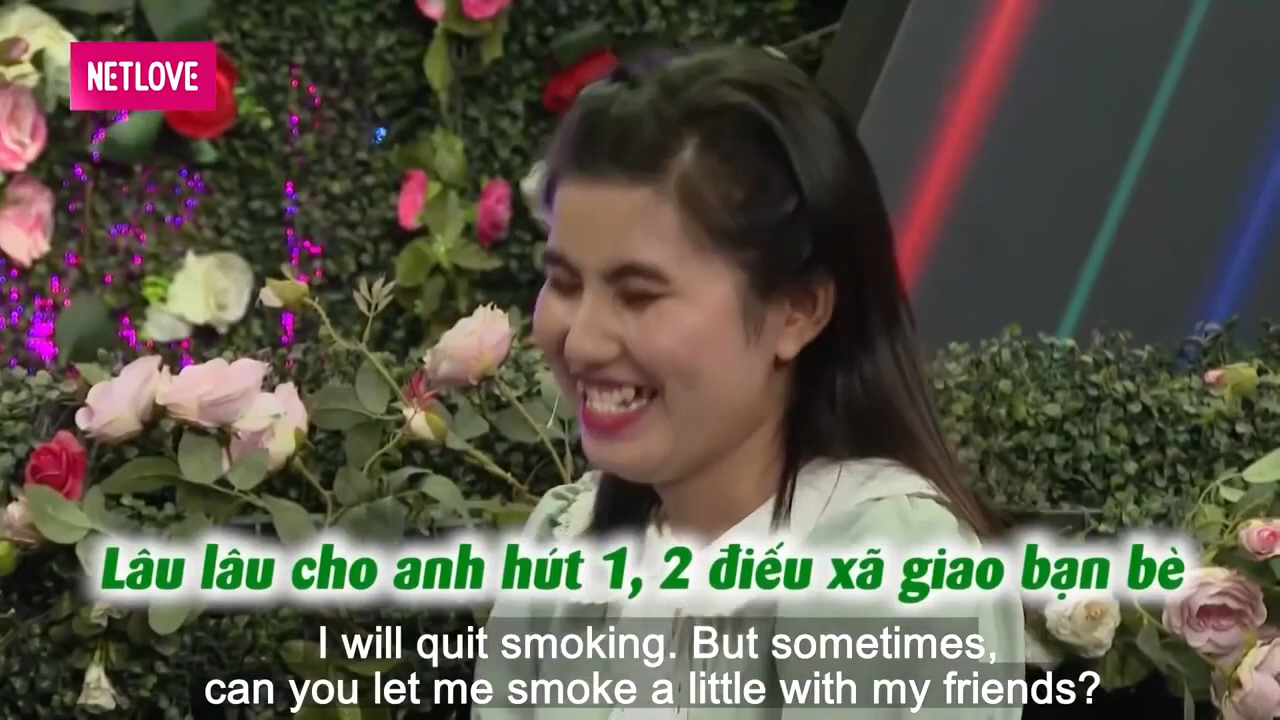 NETLOVE
Lâu lâu cho anh hút 1, 2 điếu xã giao bạn bè
I will quit smoking. But sometimes,
can you let me smoke a little with my friends?